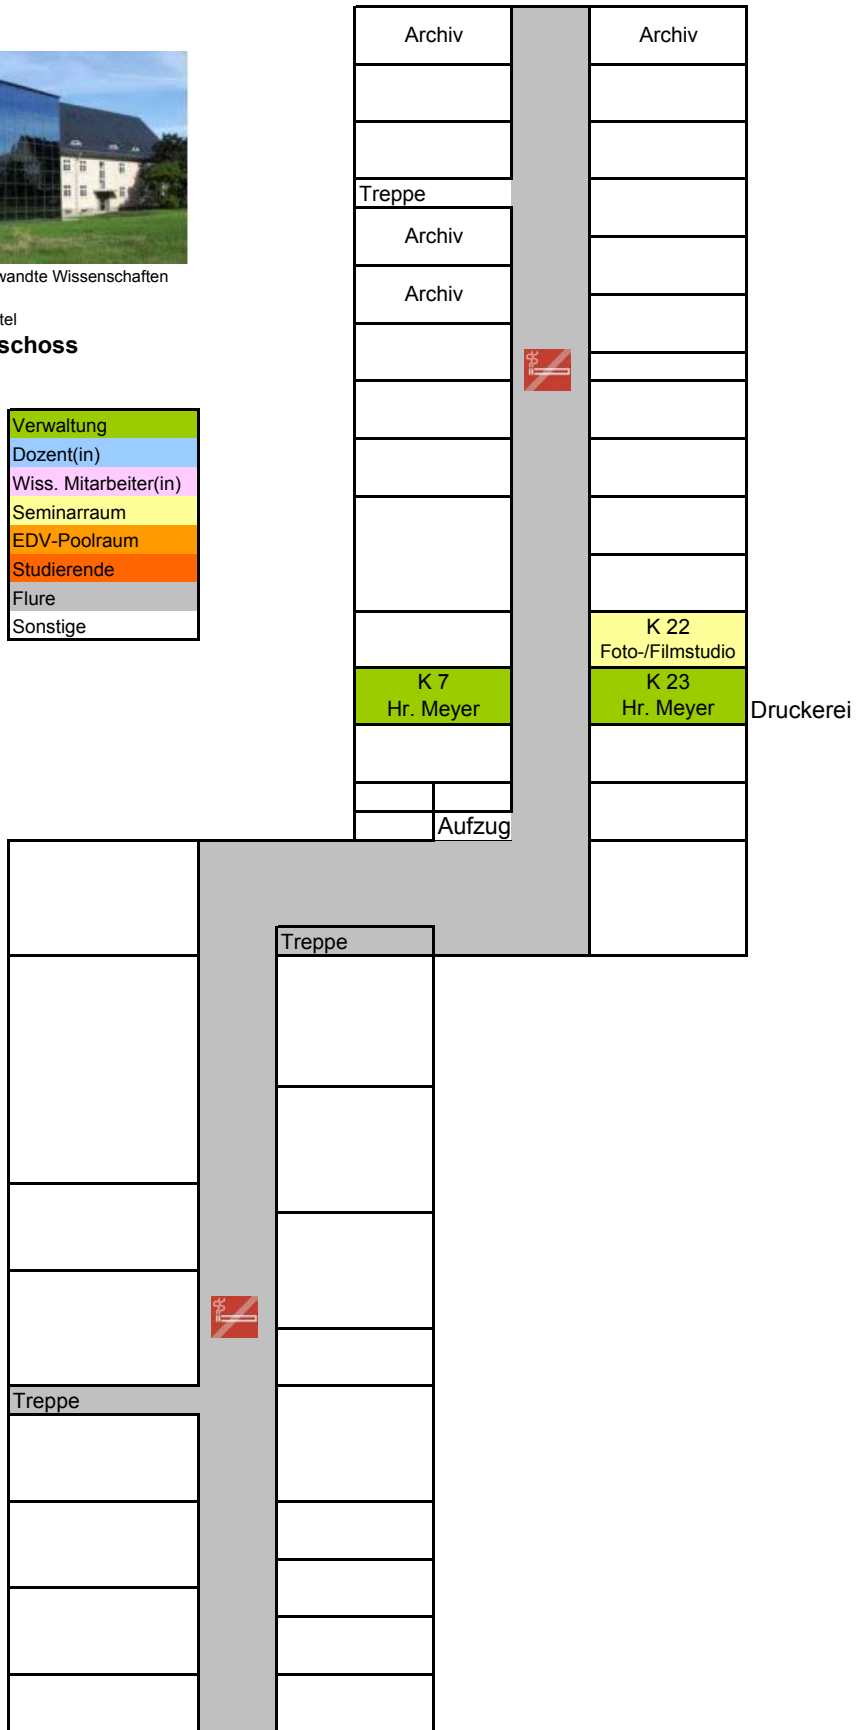 Archiv
Archiv
Treppe
Archiv
wandte Wissenschaften
Archiv
tel
schoss
Verwaltung
Dozent(in)
Wiss. Mitarbeiter(in)
Seminarraum
EDV-Poolraum
Studierende
Flure
Sonstige
K 22
Foto-/Filmstudio
K 7
Hr. Meyer
K 23
Hr. Meyer
Druckerei
Aufzug
Treppe
Treppe